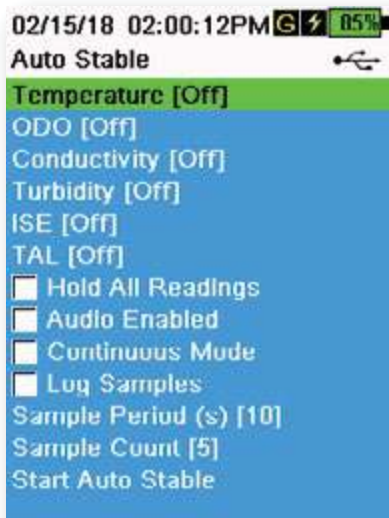 02/15/18 02:00:12PM G 85%
Auto Stable
Temperature [Off]
ODO [Off]
Conductivity [Off]
Turbidity [Off]
ISE [Off]
TAL [Off]
Hold All Readings
Audio Enabled
Continuous Mode
Log Samples
Sample Period (s) [10]
Sample Count [5]
Start Auto Stable